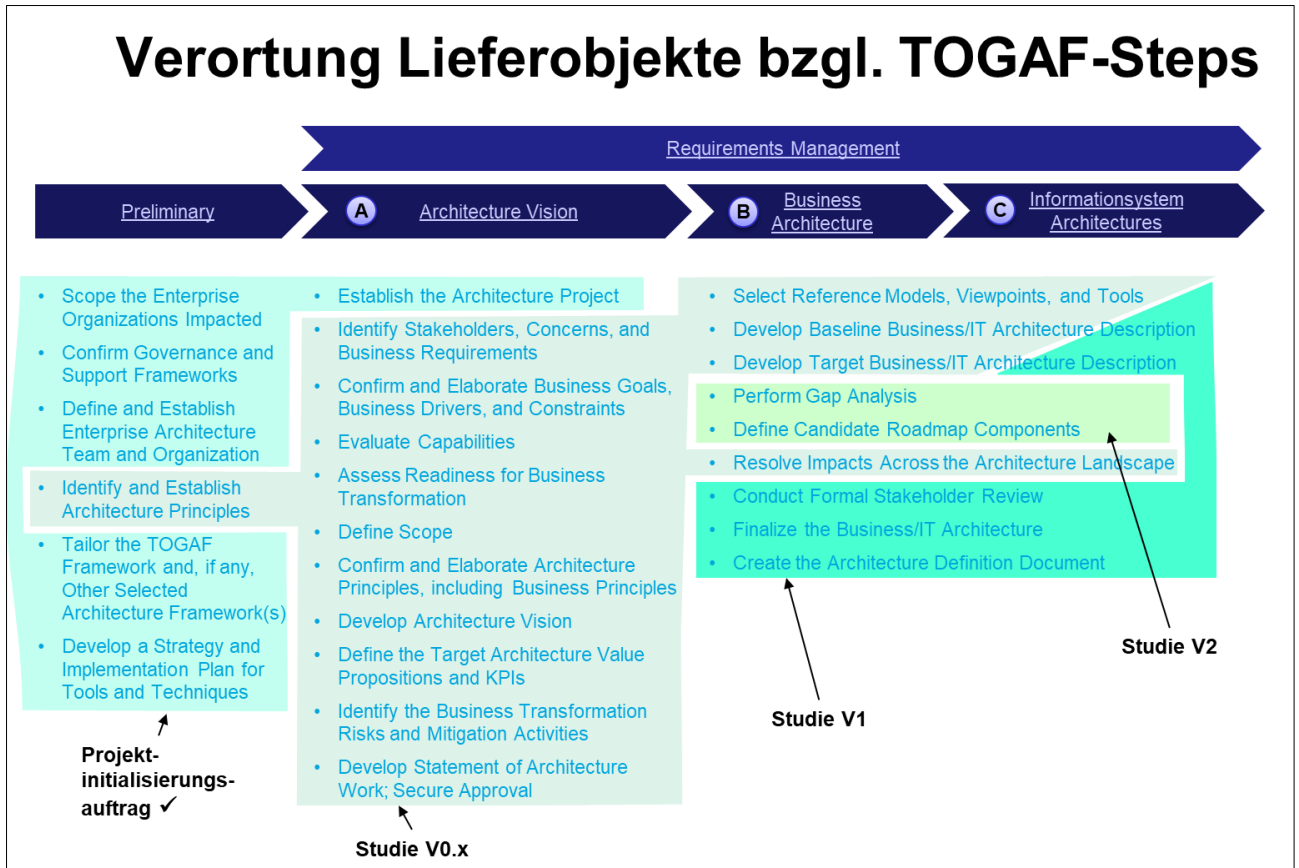 Verortung Lieferobjekte bzgl. TOGAF-Steps
Requirements Management
Preliminary
A
Architecture Vision
B
Business
Architecture
C
Informationsystem
Architectures
• Scope the Enterprise
Organizations Impacted
• Confirm Governance and
Support Frameworks
• Define and Establish
Enterprise Architecture
Team and Organization
• Identify and Establish
Architecture Principles
• Tailor the TOGAF
Framework and, if any,
Other Selected
Architecture Framework(s)
• Develop a Strategy and
Implementation Plan for
Tools and Techniques
Projekt-
initialisierungs-
auftrag ✓
• Establish the Architecture Project
• Identify Stakeholders, Concerns, and
Business Requirements
• Confirm and Elaborate Business Goals,
Business Drivers, and Constraints
• Evaluate Capabilities
• Assess Readiness for Business
Transformation
• Define Scope
• Confirm and Elaborate Architecture
Principles, including Business Principles
• Develop Architecture Vision
• Define the Target Architecture Value
Propositions and KPIs
• Identify the Business Transformation
Risks and Mitigation Activities
• Develop Statement of Architecture
Work; Secure Approval
Studie V0.x
• Select Reference Models, Viewpoints, and Tools
• Develop Baseline Business/IT Architecture Description
• Develop Target Business/IT Architecture Description
• Perform Gap Analysis
• Define Candidate Roadmap Components
• Resolve Impacts Across the Architecture Landscape
• Conduct Formal Stakeholder Review
• Finalize the Business/IT Architecture
• Create the Architecture Definition Document
Studie V2
Studie V1